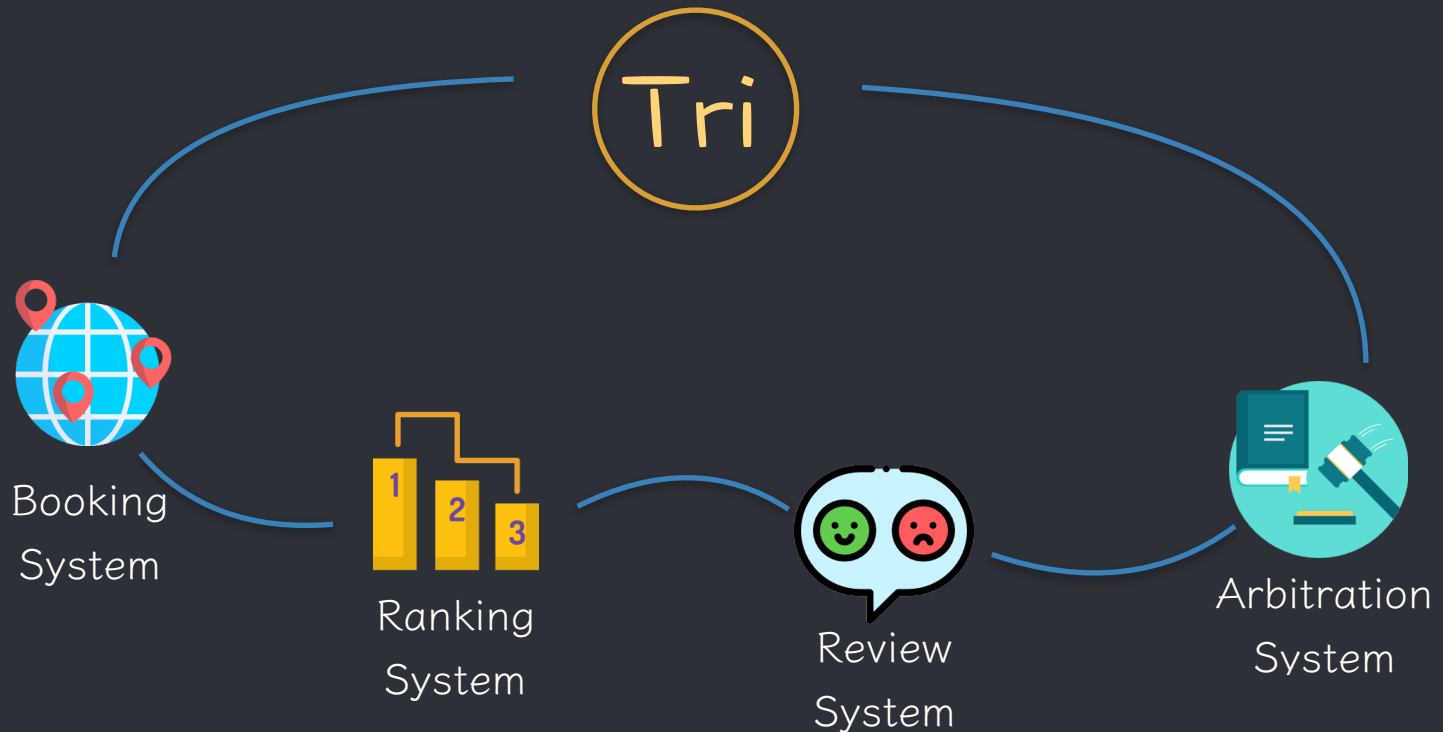 Tri
Booking
System
1
2
3
Ranking
System
Review
System
Arbitration
System